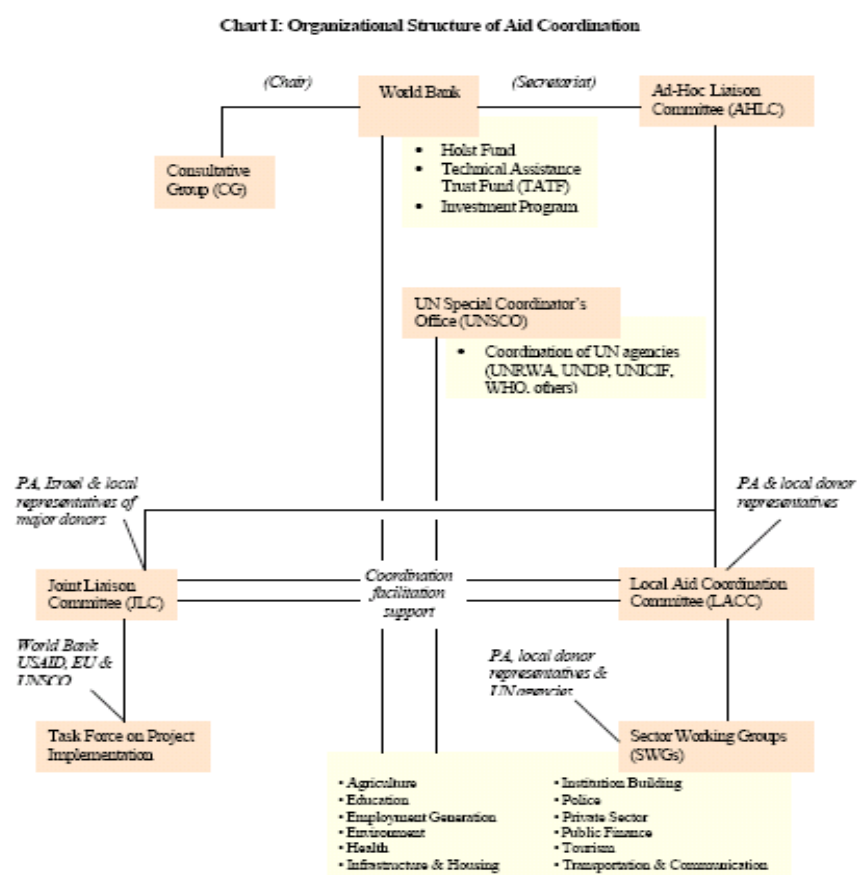 Chart I: Organizational Structure of Aid Coordination
(Chair)
World Bank
(Secretariat)
Ad-Hoc Liaison
Committee (AHLC)
Consultative
Group (CG)
• Holst Fund
• Technical Assistance
Trust Fund (TATF)
• Investment Program
UN Special Coordinator's
Office (UNSCO)
• Coordination of UN agencies
(UNRWA, UNDP, UNICIF,
WHO, others)
PA, Israel & local
representatives of
major donors
PA & local donor
representatives
Joint Liaison
Committee (JLC)
Coordination
facilitation
support
Local Aid Coordination
Committee (LACC)
World Bank
USAID, EU &
UNSCO
PA, local donor
representatives &
UN agencies
Task Force on Project
Implementation
Sector Working Groups
(SWGs)
• Agriculture
• Education
• Employment Generation
• Environment
• Health
• Infrastructure & Housing
• Institution Building
• Police
• Private Sector
• Public Finance
• Tourism
• Transportation & Communication